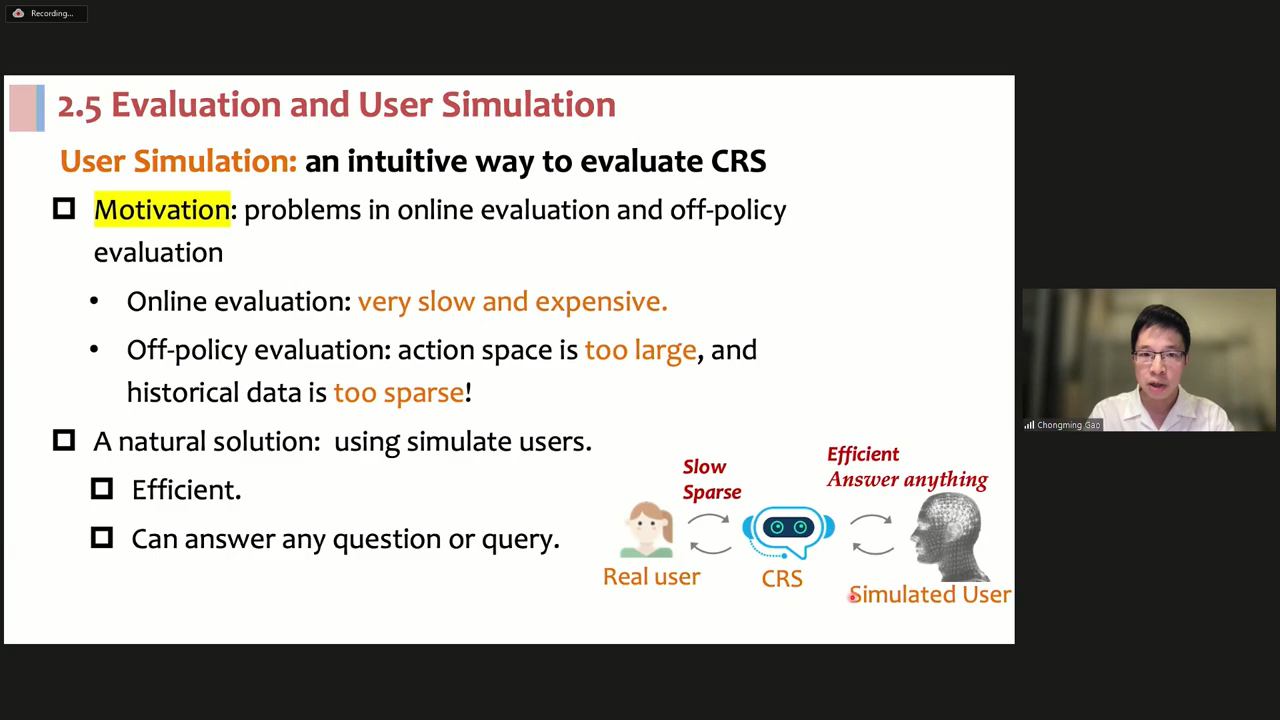 Recording...
2.5 Evaluation and User Simulation
User Simulation: an intuitive way to evaluate CRS
Motivation: problems in online evaluation and off-policy
evaluation
• Online evaluation: very slow and expensive.
• Off-policy evaluation: action space is too large, and
historical data is too sparse!
A natural solution: using simulate users.
Efficient.
Can answer any question or query.
Slow
Sparse
Efficient
Answer anything
Real user
CRS
Simulated User
Chongming Gao